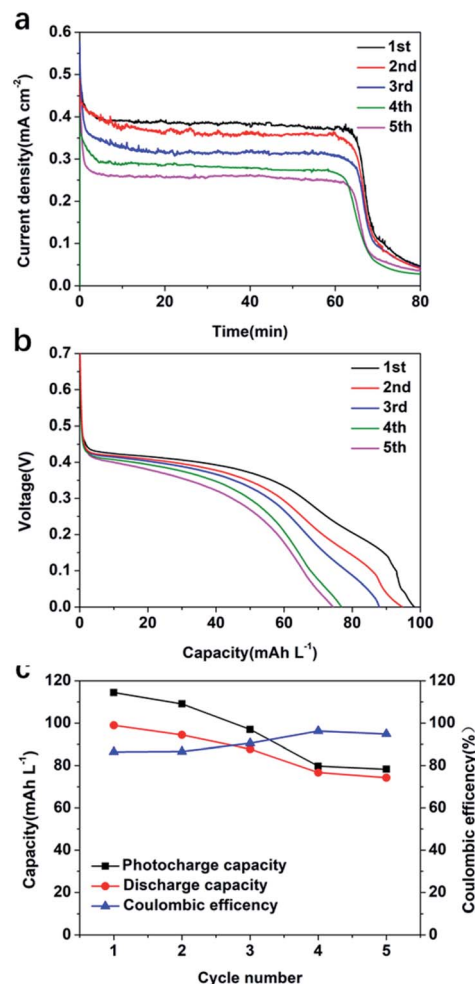 a
0.6
0.5
0.4
0.3
0.2
0.1
0.0
Current density(mA cm-2)
1st
2nd
3rd
4th
5th
0 20 40 60 80
Time(min)
b
0.7
0.6
0.5
0.4
0.3
0.2
0.1
0.0
Voltage(V)
1st
2nd
3rd
4th
5th
0 20 40 60 80 100
Capacity(mAh L-1)
c
120
100
80
60
40
20
0
Capacity(mAh L-1)
Photocharge capacity
Discharge capacity
Coulombic efficency
120
100
80
60
40
20
0
Coulombic efficency(%)
1 2 3 4 5
Cycle number